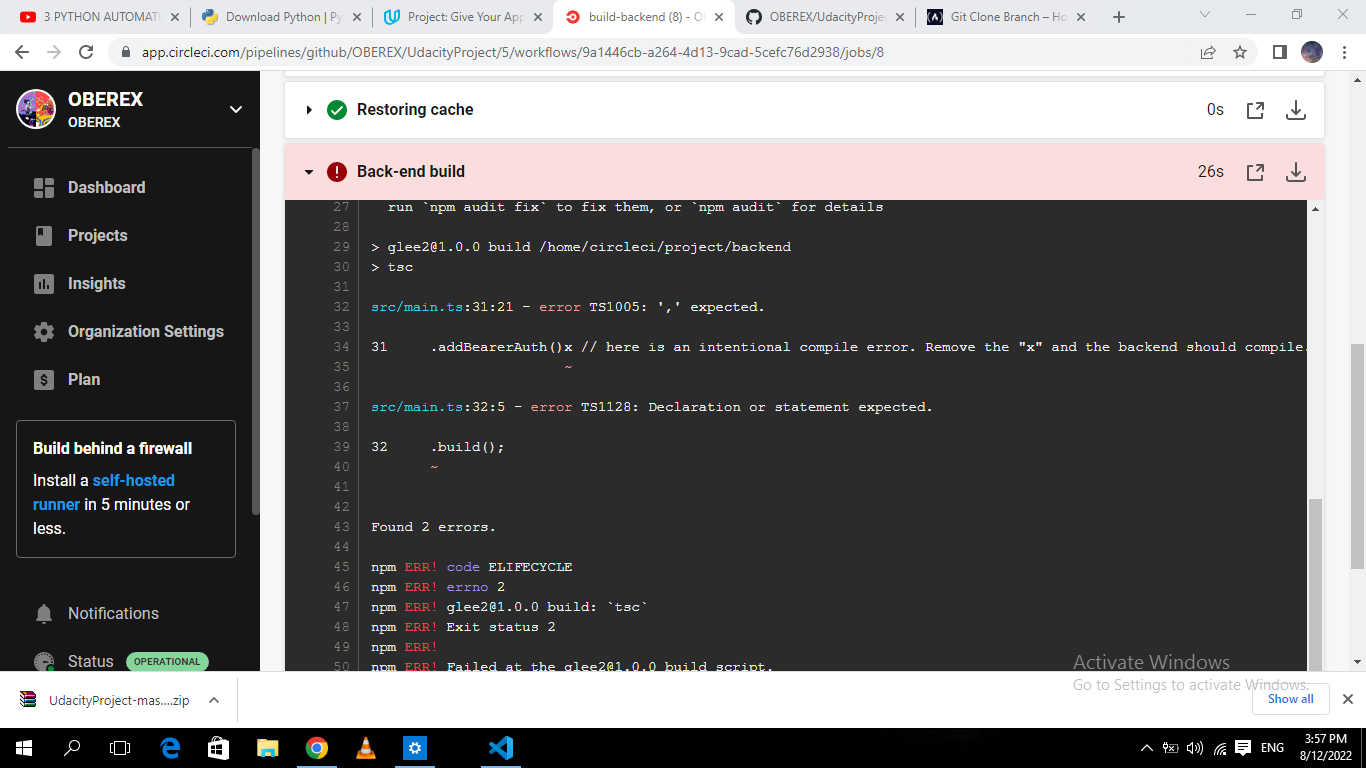 3 PYTHON AUTOMATI
Download Python | Py
Project: Give Your App
build-backend (8) - O
OBEREX/UdacityProje
Git Clone Branch – Ho
app.circleci.com/pipelines/github/OBEREX/UdacityProject/5/workflows/9a1446cb-a264-4d13-9cad-5cefc76d2938/jobs/8
OBEREX
OBEREX
Dashboard
Projects
Insights
Organization Settings
Plan
Build behind a firewall
Install a self-hosted
runner in 5 minutes or
less.
Notifications
Status OPERATIONAL
Restoring cache 0s
Back-end build 26s
27 run `npm audit fix` to fix them, or `npm audit` for details
28
29 > glee2@1.0.0 build /home/circleci/project/backend
30 > tsc
31
32 src/main.ts:31:21 - error TS1005: ',' expected.
33
34 31 .addBearerAuth()x // here is an intentional compile error. Remove the "x" and the backend should compile.
35 ~
36
37 src/main.ts:32:5 - error TS1128: Declaration or statement expected.
38
39 32 .build();
40 ~
41
42
43 Found 2 errors.
44
45 npm ERR! code ELIFECYCLE
46 npm ERR! errno 2
47 npm ERR! glee2@1.0.0 build: `tsc`
48 npm ERR! Exit status 2
49 npm ERR!
50 npm ERR! Failed at the glee2@1.0.0 build script.
Activate Windows
Go to Settings to activate Windows.
UdacityProject-mas....zip
Show all
ENG
3:57 PM
8/12/2022